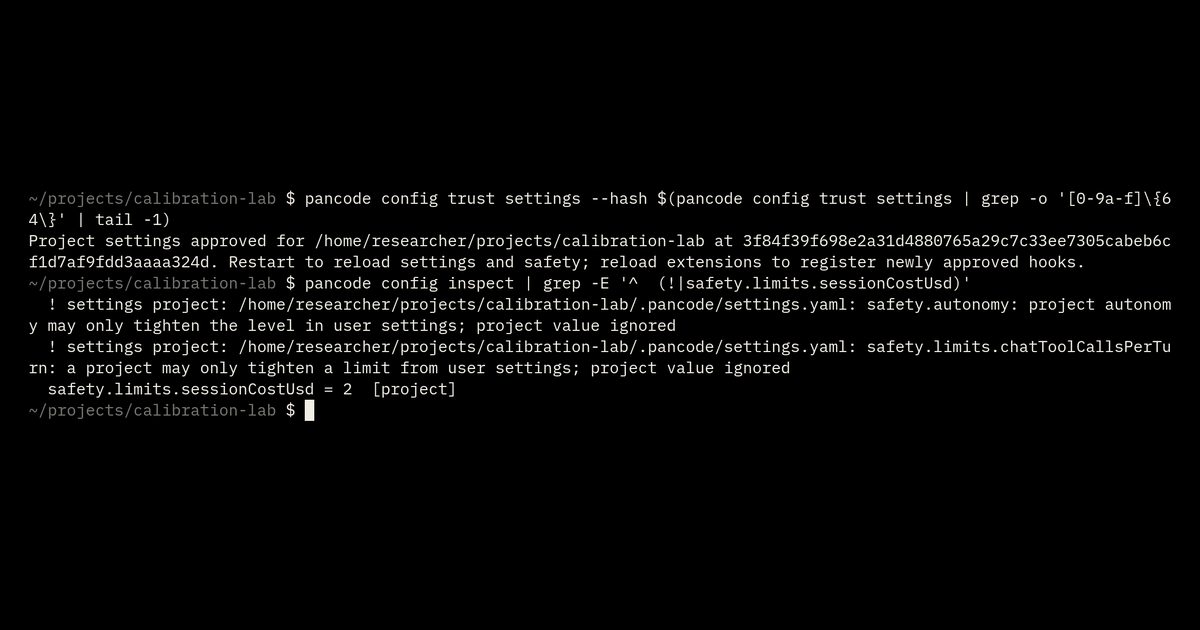 ~/projects/calibration-lab $ pancode config trust settings --hash $(pancode config trust settings | grep -o '[0-9a-f]\{6
4\}' | tail -1)
Project settings approved for /home/researcher/projects/calibration-lab at 3f84f39f698e2a31d4880765a29c7c33ee7305cabeb6c
f1d7af9fdd3aaaa324d. Restart to reload settings and safety; reload extensions to register newly approved hooks.
~/projects/calibration-lab $ pancode config inspect | grep -E '^  (!|safety.limits.sessionCostUsd)'
  ! settings project: /home/researcher/projects/calibration-lab/.pancode/settings.yaml: safety.autonomy: project autonom
y may only tighten the level in user settings; project value ignored
  ! settings project: /home/researcher/projects/calibration-lab/.pancode/settings.yaml: safety.limits.chatToolCallsPerTu
rn: a project may only tighten a limit from user settings; project value ignored
  safety.limits.sessionCostUsd = 2  [project]
~/projects/calibration-lab $